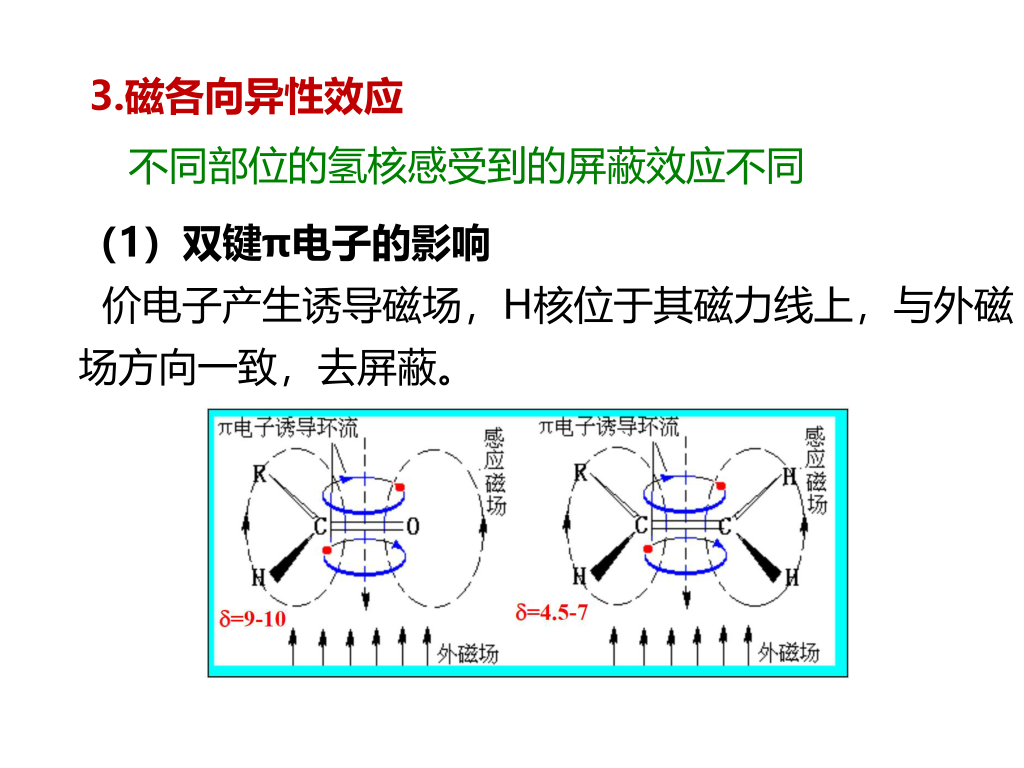 3.磁各向异性效应
不同部位的氢核感受到的屏蔽效应不同
（1）双键π电子的影响
价电子产生诱导磁场，H核位于其磁力线上，与外磁
场方向一致，去屏蔽。
π电子诱导环流
感应磁场
R
C
O
H
δ=9-10
外磁场
π电子诱导环流
感应磁场
R
H
C
C
H
H
δ=4.5-7
外磁场